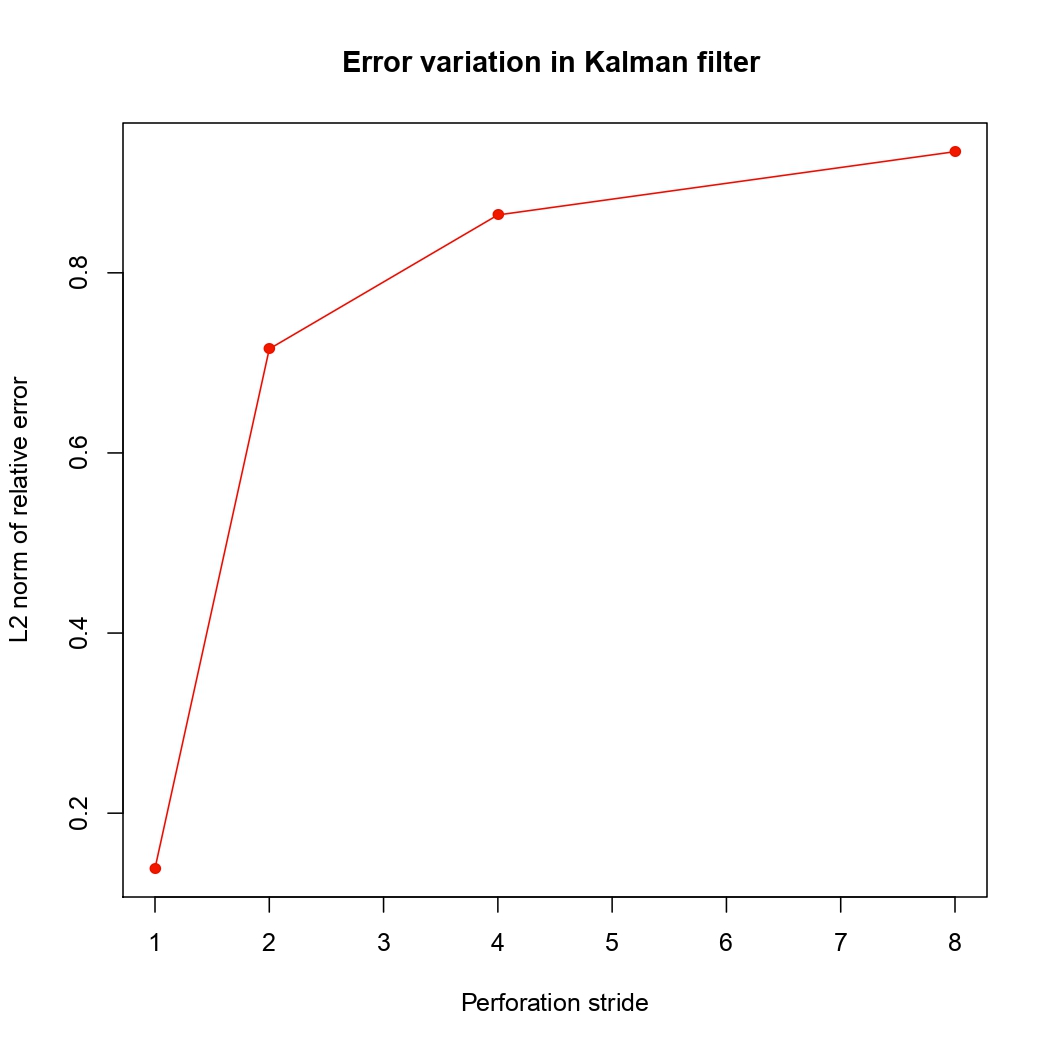 Error variation in Kalman filter
L2 norm of relative error
0.8
0.6
0.4
0.2
1 2 3 4 5 6 7 8
Perforation stride